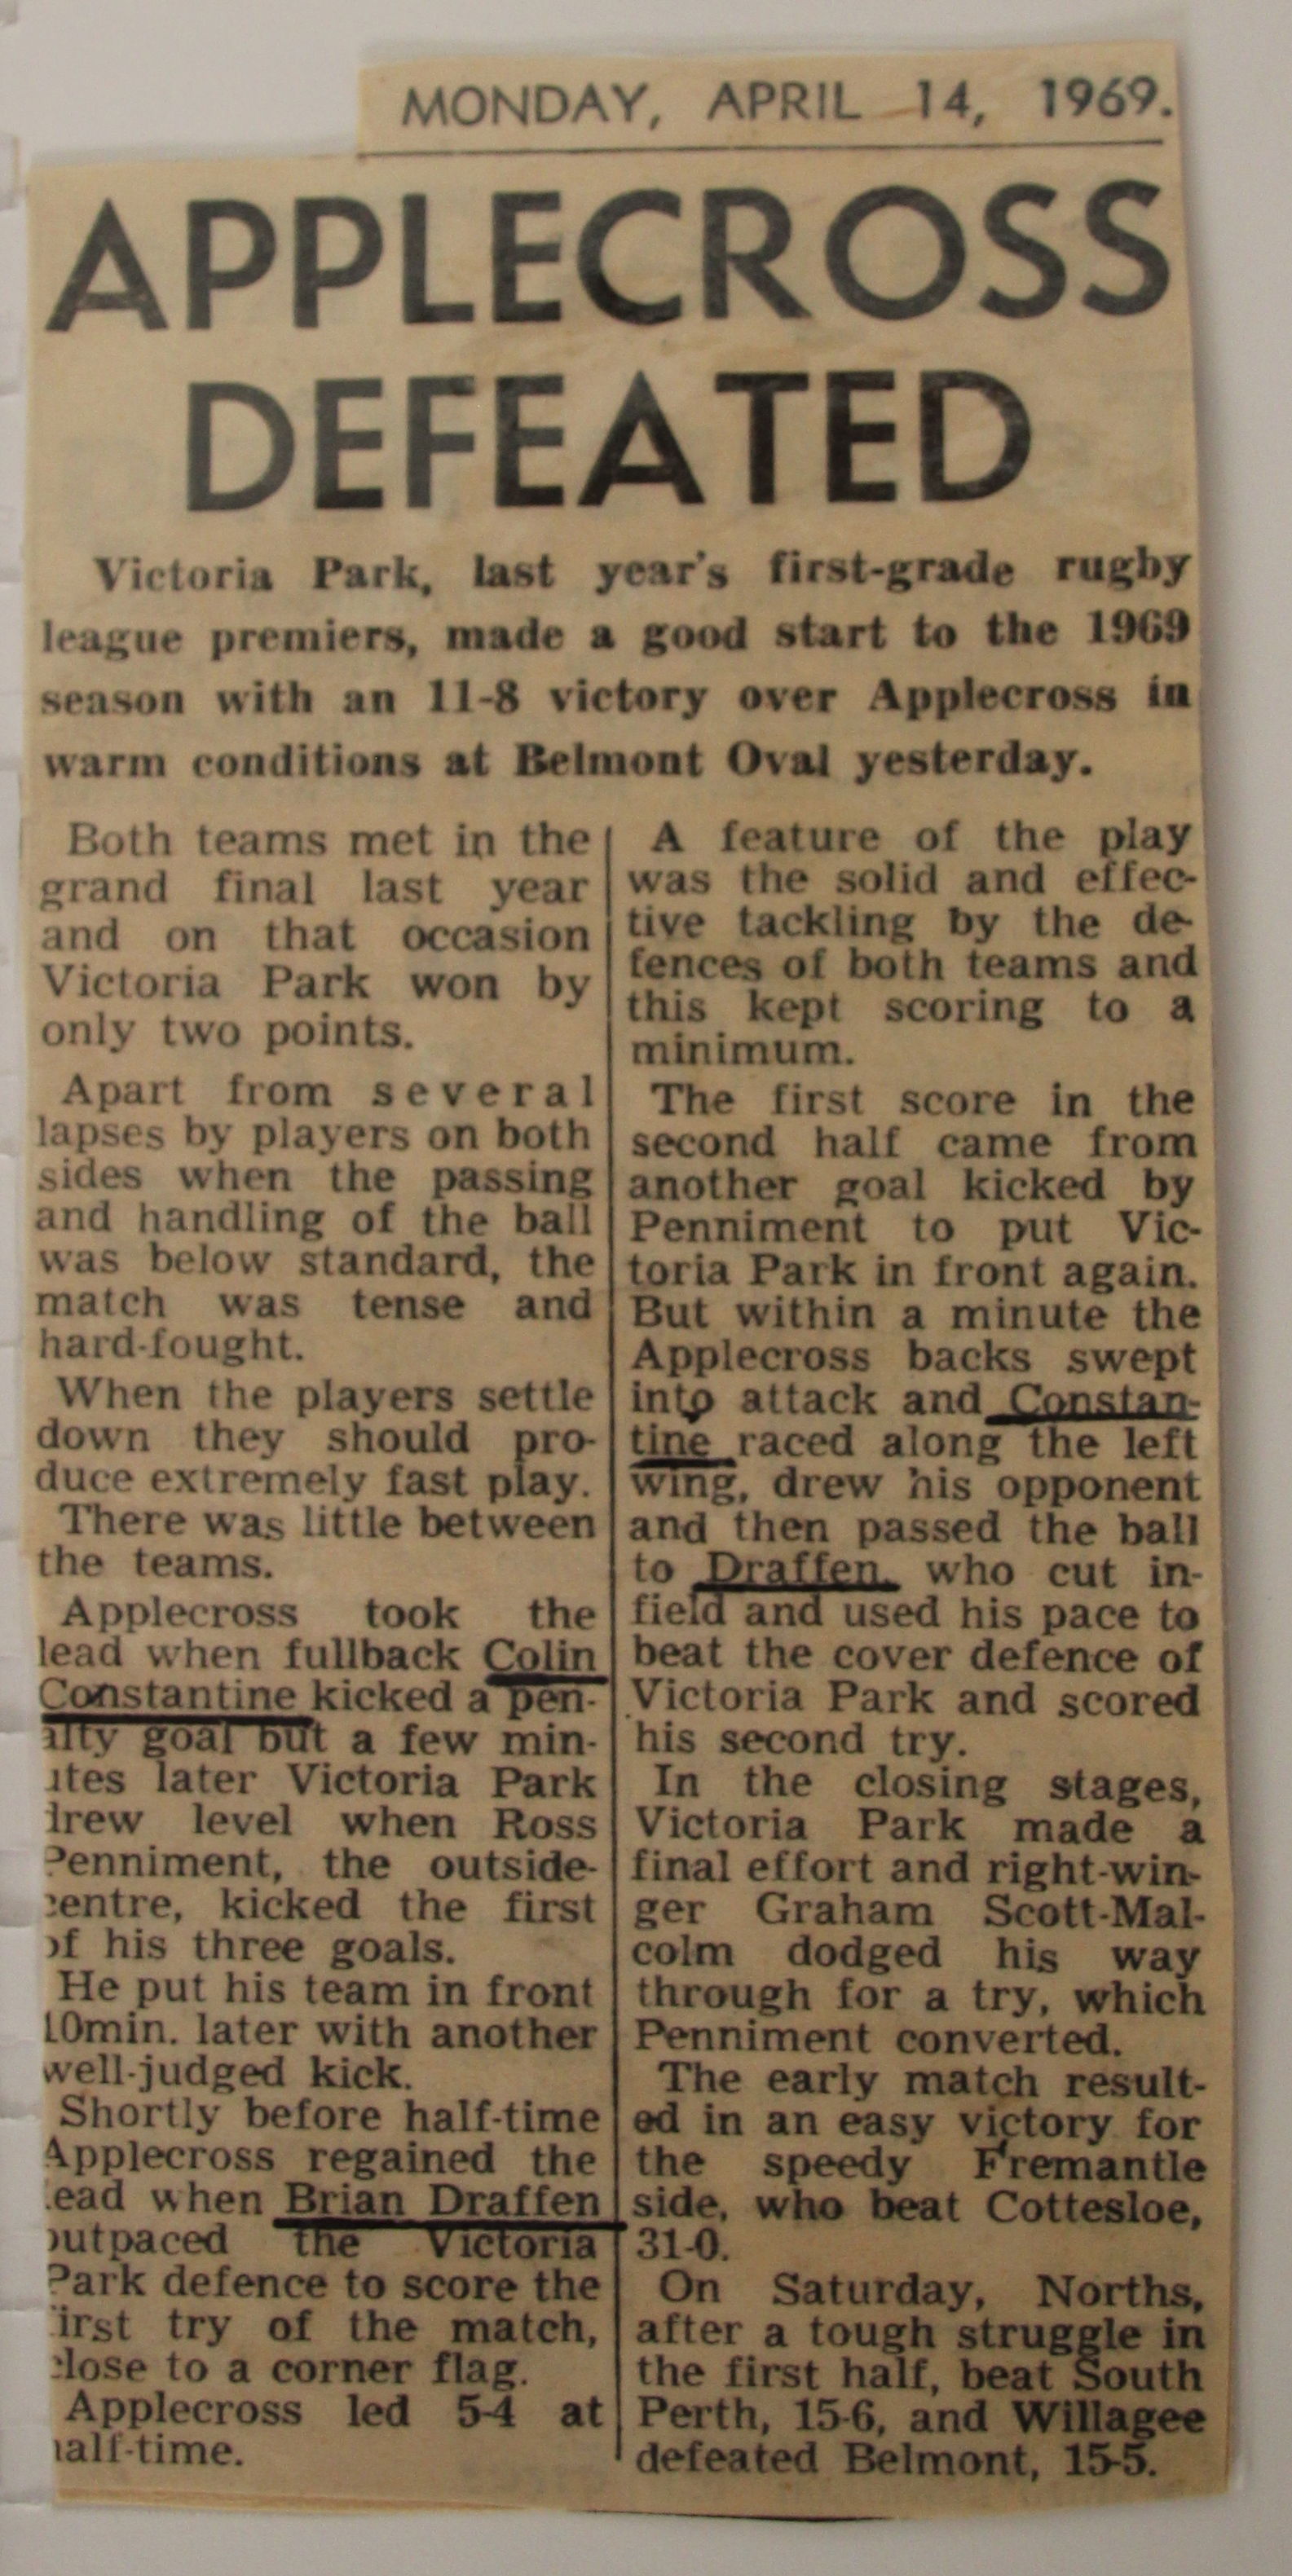 MONDAY, APRIL 14, 1969.
APPLECROSS
DEFEATED
Victoria Park, last year's first-grade rugby
league premiers, made a good start to the 1969
season with an 11-8 victory over Applecross in
warm conditions at Belmont Oval yesterday.
Both teams met in the
grand final last year
and on that occasion
Victoria Park won by
only two points.
Apart from several
lapses by players on both
sides when the passing
and handling of the ball
was below standard, the
match was tense and
hard-fought.
When the players settle
down they should pro-
duce extremely fast play.
There was little between
the teams.
Applecross took the
lead when fullback Colin
Constantine kicked a pen-
alty goal but a few min-
utes later Victoria Park
drew level when Ross
Penniment, the outside-
centre, kicked the first
of his three goals.
He put his team in front
10min. later with another
well-judged kick.
Shortly before half-time
Applecross regained the
lead when Brian Draffen
outpaced the Victoria
Park defence to score the
first try of the match,
close to a corner flag.
Applecross led 5-4 at
half-time.
A feature of the play
was the solid and effec-
tive tackling by the de-
fences of both teams and
this kept scoring to a
minimum.
The first score in the
second half came from
another goal kicked by
Penniment to put Vic-
toria Park in front again.
But within a minute the
Applecross backs swept
into attack and Constan-
tine raced along the left
wing, drew his opponent
and then passed the ball
to Draffen, who cut in-
field and used his pace to
beat the cover defence of
Victoria Park and scored
his second try.
In the closing stages,
Victoria Park made a
final effort and right-win-
ger Graham Scott-Mal-
colm dodged his way
through for a try, which
Penniment converted.
The early match result-
ed in an easy victory for
the speedy Fremantle
side, who beat Cottesloe,
31-0.
On Saturday, Norths,
after a tough struggle in
the first half, beat South
Perth, 15-6, and Willagee
defeated Belmont, 15-5.